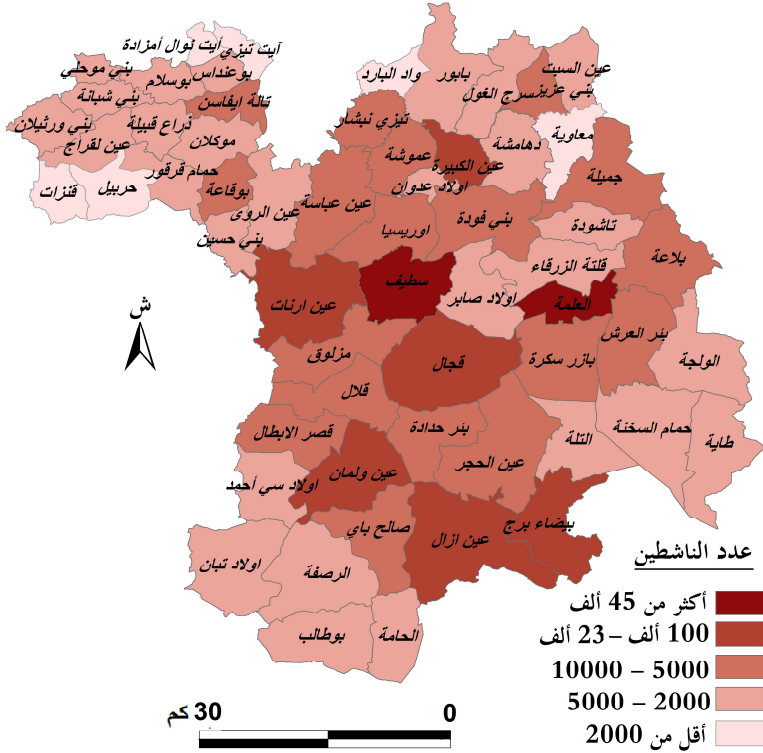 آيت نوال أمزادة
آيت تيزي
بني موحلي
بوسلام
بوعنداس
واد البارد
بابور
سرج الغول
عين السبت
بني عزيز
بني شبانة
تالة ايفاسن
بني ورثيلان
ذراع قبيلة
تيزي نبشار
دهامشة
معاوية
عين لقراج
موكلان
عموشة
عين الكبيرة
حمام قرقور
جميلة
قنزات
حربيل
بوقاعة
اولاد عدوان
عين عباسة
عين الروى
بني فودة
تاشودة
بني حسين
اوريسيا
بلاعة
قلتة الزرقاء
سطيف
عين ارنات
اولاد صابر
العلمة
ش
بئر العرش
مزلوق
قجال
بازر سكرة
الولجة
قلال
قصر الابطال
بئر حدادة
التلة
حمام السخنة
طاية
عين ولمان
عين الحجر
اولاد سي أحمد
صالح باي
عين ازال
بيضاء برج
اولاد تبان
الرصفة
بوطالب
الحامة
عدد الناشطين
أكثر من 45 ألف
100 ألف – 23 ألف
5000 – 10000
2000 – 5000
أقل من 2000
30 كم
0